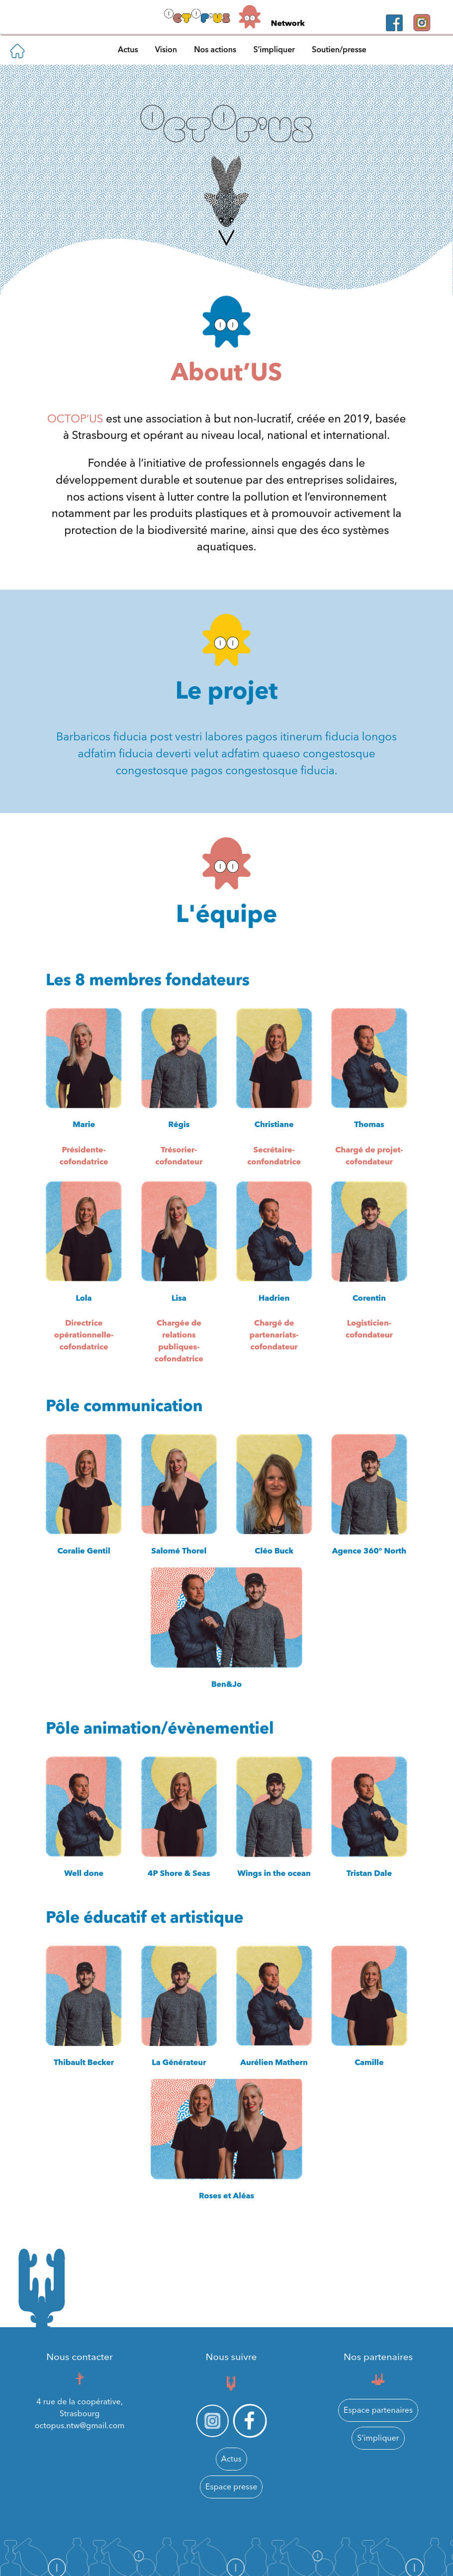 OCTOP'US
Network
Actus Vision Nos actions S'impliquer Soutien/presse
OCTOP'US
About'US
OCTOP'US est une association à but non-lucratif, créée en 2019, basée
à Strasbourg et opérant au niveau local, national et international.
Fondée à l'initiative de professionnels engagés dans le
développement durable et soutenue par des entreprises solidaires,
nos actions visent à lutter contre la pollution et l'environnement
notamment par les produits plastiques et à promouvoir activement la
protection de la biodiversité marine, ainsi que des éco systèmes
aquatiques.
Le projet
Barbaricos fiducia post vestri labores pagos itinerum fiducia longos
adfatim fiducia deverti velut adfatim quaeso congestosque
congestosque pagos congestosque fiducia.
L'équipe
Les 8 membres fondateurs
Marie Régis Christiane Thomas
Présidente- Trésorier- Secrétaire- Chargé de projet-
cofondatrice cofondateur confondatrice cofondateur
Lola Lisa Hadrien Corentin
Directrice Chargée de Chargé de Logisticien-
opérationnelle- relations partenariats- cofondateur
cofondatrice publiques- cofondateur
cofondatrice
Pôle communication
Coralie Gentil Salomé Thorel Cléo Buck Agence 360° North
Ben&Jo
Pôle animation/évènementiel
Well done 4P Shore & Seas Wings in the ocean Tristan Dale
Pôle éducatif et artistique
Thibault Becker La Générateur Aurélien Mathern Camille
Roses et Aléas
Nous contacter Nous suivre Nos partenaires
4 rue de la coopérative,
Strasbourg
octopus.ntw@gmail.com
Actus
Espace presse
Espace partenaires
S'impliquer